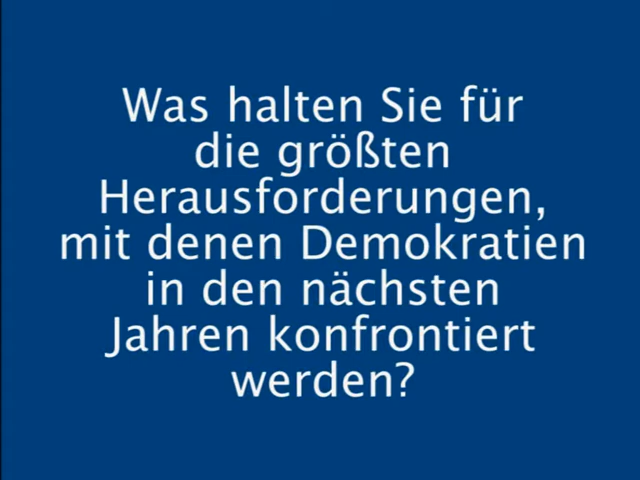 Was halten Sie für
die größten
Herausforderungen,
mit denen Demokratien
in den nächsten
Jahren konfrontiert
werden?